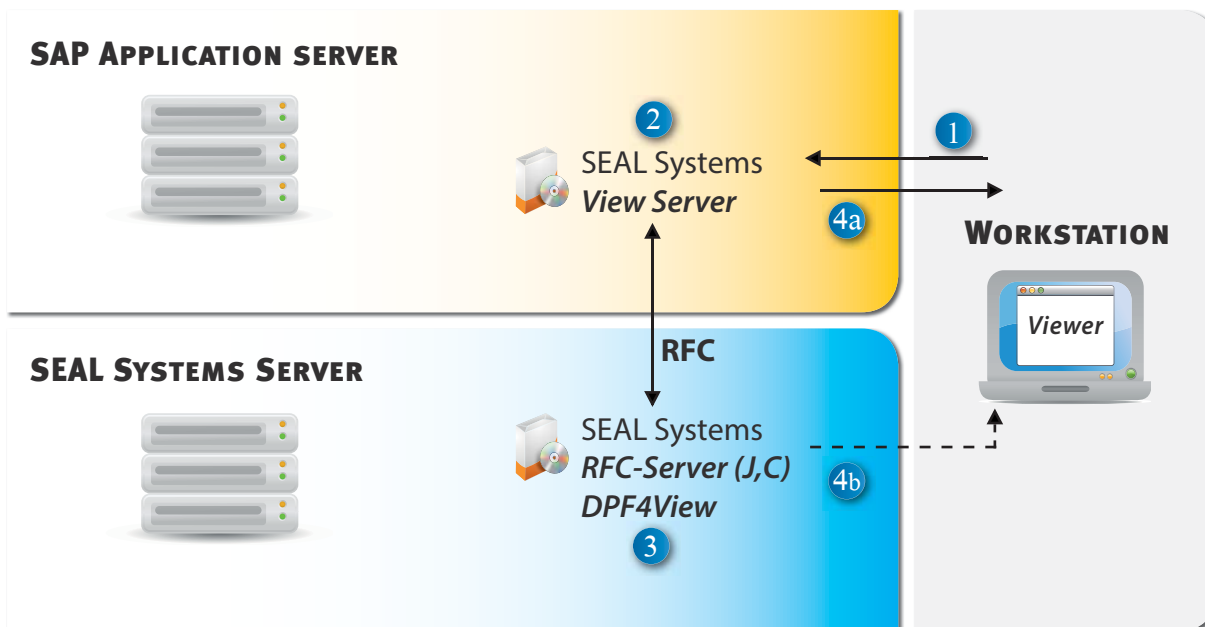 SAP Application server
2
1
SEAL Systems
View Server
4a
Workstation
Viewer
RFC
SEAL Systems Server
SEAL Systems
RFC-Server (J,C)
DPF4View
4b
3